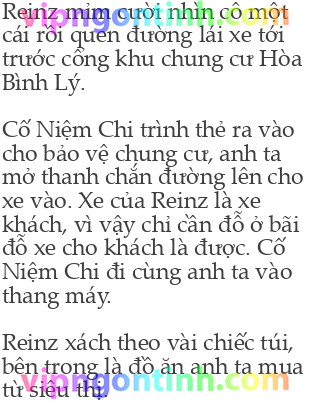 vipngontinh.com
Reinz mỉm cười nhìn cô một
cái rồi quen đường lái xe tới
trước cổng khu chung cư Hòa
Bình Lý.
Cố Niệm Chi trình thẻ ra vào
cho bảo vệ chung cư, anh ta
mở thanh chắn đường lên cho
xe vào. Xe của Reinz là xe
khách, vì vậy chỉ cần đỗ ở bãi
đỗ xe cho khách là được. Cố
Niệm Chi đi cùng anh ta vào
thang máy.
Reinz xách theo vài chiếc túi,
bên trong là đồ ăn anh ta mua
từ siêu thị.
vipngontinh.com